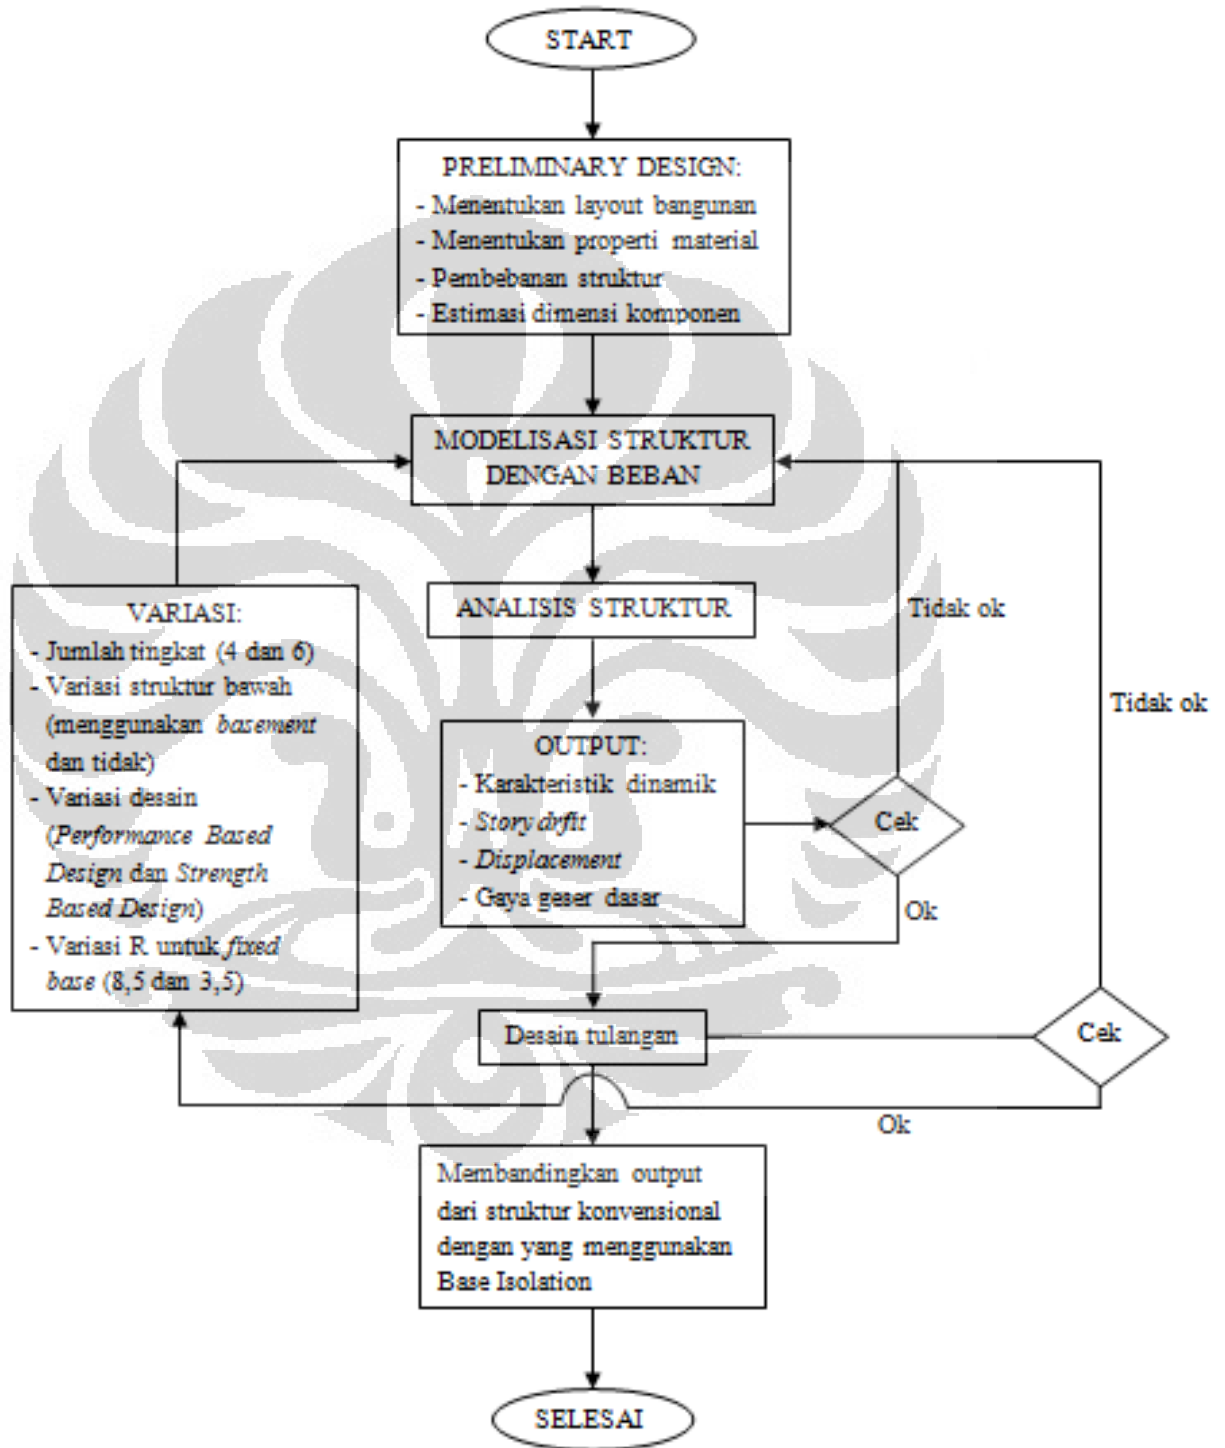 START
PRELIMINARY DESIGN:
- Menentukan layout bangunan
- Menentukan properti material
- Pembebanan struktur
- Estimasi dimensi komponen
MODELISASI STRUKTUR
DENGAN BEBAN
ANALISIS STRUKTUR
Tidak ok
Tidak ok
VARIASI:
- Jumlah tingkat (4 dan 6)
- Variasi struktur bawah
(menggunakan basement
dan tidak)
- Variasi desain
(Performance Based
Design dan Strength
Based Design)
- Variasi R untuk fixed
base (8,5 dan 3,5)
OUTPUT:
- Karakteristik dinamik
- Story drfit
- Displacement
- Gaya geser dasar
Cek
Ok
Desain tulangan
Cek
Ok
Membandingkan output
dari struktur konvensional
dengan yang menggunakan
Base Isolation
SELESAI